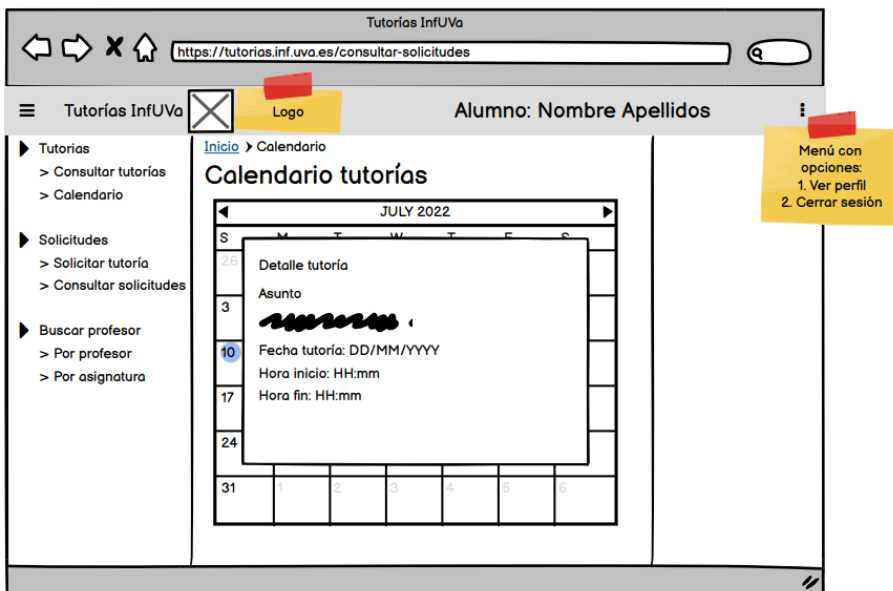 Tutorías InfUVa
https://tutorias.inf.uva.es/consultar-solicitudes
Tutorías InfUVa
Logo
Alumno: Nombre Apellidos
Menú con
opciones:
1. Ver perfil
2. Cerrar sesión
Tutorias
> Consultar tutorías
> Calendario
Solicitudes
> Solicitar tutoría
> Consultar solicitudes
Buscar profesor
> Por profesor
> Por asignatura
Inicio > Calendario
Calendario tutorías
JULY 2022
S M T W T F S
26
Detalle tutoría
Asunto
3
10
Fecha tutoría: DD/MM/YYYY
Hora inicio: HH:mm
17
Hora fin: HH:mm
24
31 1 2 3 4 5 6